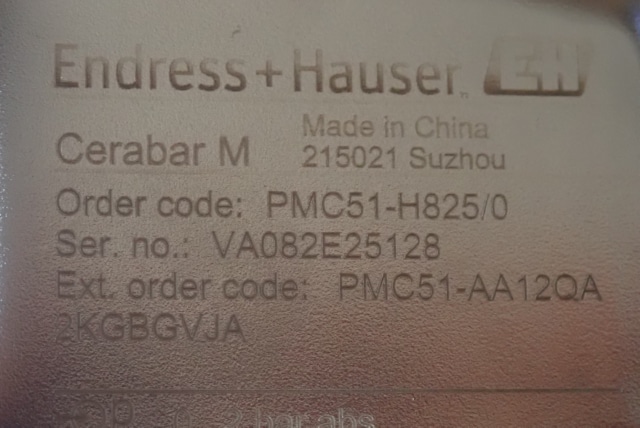 Endress+Hauser EH
Made in China
Cerabar M 215021 Suzhou
Order code: PMC51-H825/0
Ser. no.: VA082E25128
Ext. order code: PMC51-AA12QA
2KGBGVJA
bar abs